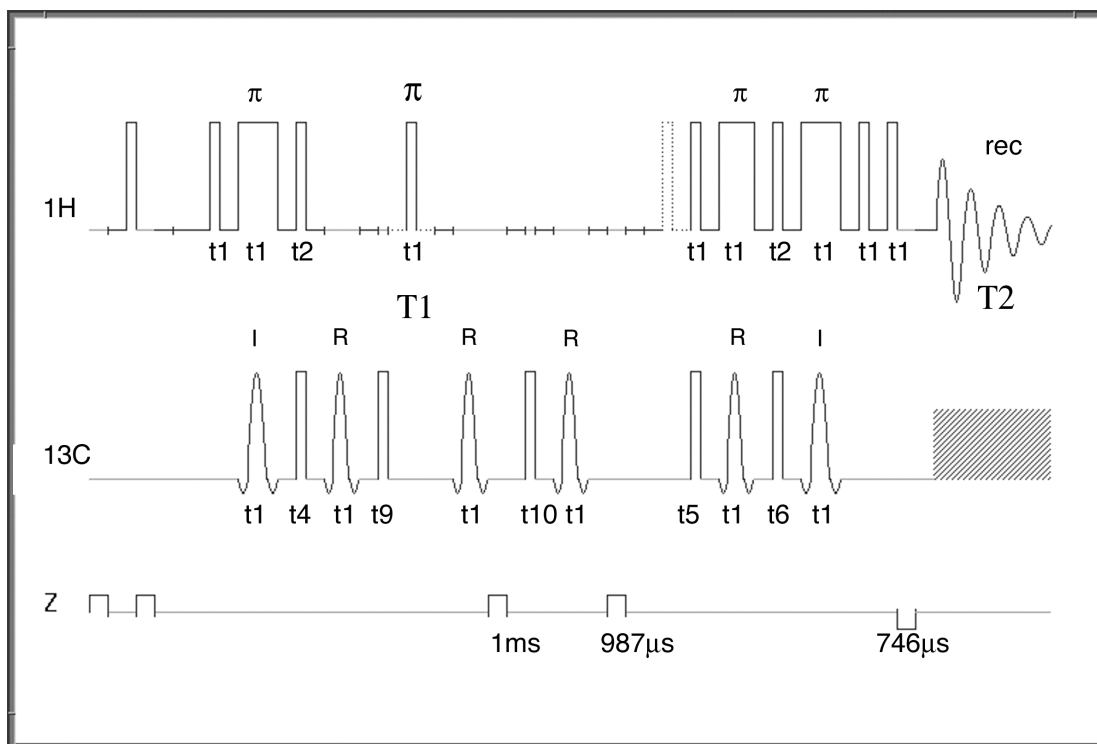 π π π π
rec
1H
t1 t1 t2 t1 t1 t1 t2 t1 t1 t1
T1 T2
I R R R R I
13C
t1 t4 t1 t9 t1 t10 t1 t5 t1 t6 t1
Z
1ms 987μs 746μs